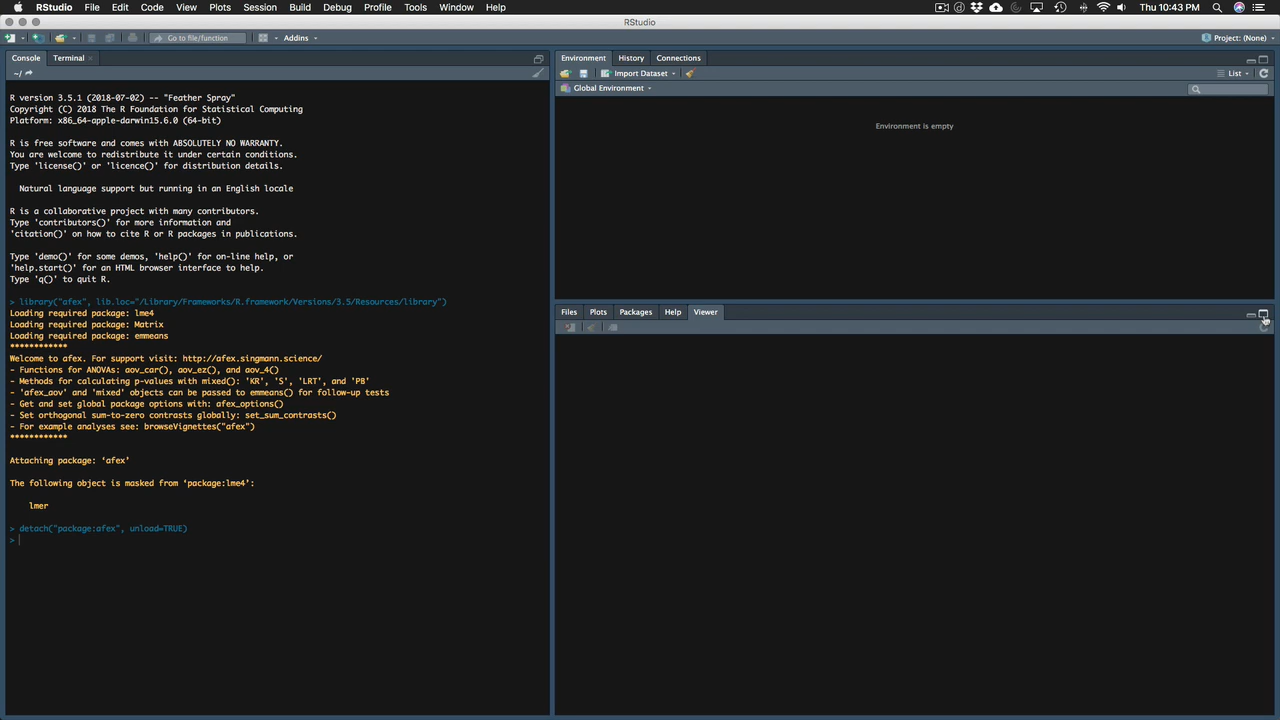 RStudio File Edit Code View Plots Session Build Debug Profile Tools Window Help Thu 10:43 PM
RStudio
Go to file/function Addins Project: (None)
Console Terminal
~/
R version 3.5.1 (2018-07-02) -- "Feather Spray"
Copyright (C) 2018 The R Foundation for Statistical Computing
Platform: x86_64-apple-darwin15.6.0 (64-bit)
R is free software and comes with ABSOLUTELY NO WARRANTY.
You are welcome to redistribute it under certain conditions.
Type 'license()' or 'licence()' for distribution details.
Natural language support but running in an English locale
R is a collaborative project with many contributors.
Type 'contributors()' for more information and
'citation()' on how to cite R or R packages in publications.
Type 'demo()' for some demos, 'help()' for on-line help, or
'help.start()' for an HTML browser interface to help.
Type 'q()' to quit R.
> library("afex", lib.loc="/Library/Frameworks/R.framework/Versions/3.5/Resources/library")
Loading required package: lme4
Loading required package: Matrix
Loading required package: emmeans
************
Welcome to afex. For support visit: http://afex.singmann.science/
- Functions for ANOVAs: aov_car(), aov_ez(), and aov_4()
- Methods for calculating p-values with mixed(): 'KR', 'S', 'LRT', and 'PB'
- 'afex_aov' and 'mixed' objects can be passed to emmeans() for follow-up tests
- Get and set global package options with: afex_options()
- Set orthogonal sum-to-zero contrasts globally: set_sum_contrasts()
- For example analyses see: browseVignettes("afex")
************
Attaching package: ‘afex’
The following object is masked from ‘package:lme4’:
lmer
> detach("package:afex", unload=TRUE)
>
Environment History Connections
Import Dataset List
Global Environment
Environment is empty
Files Plots Packages Help Viewer